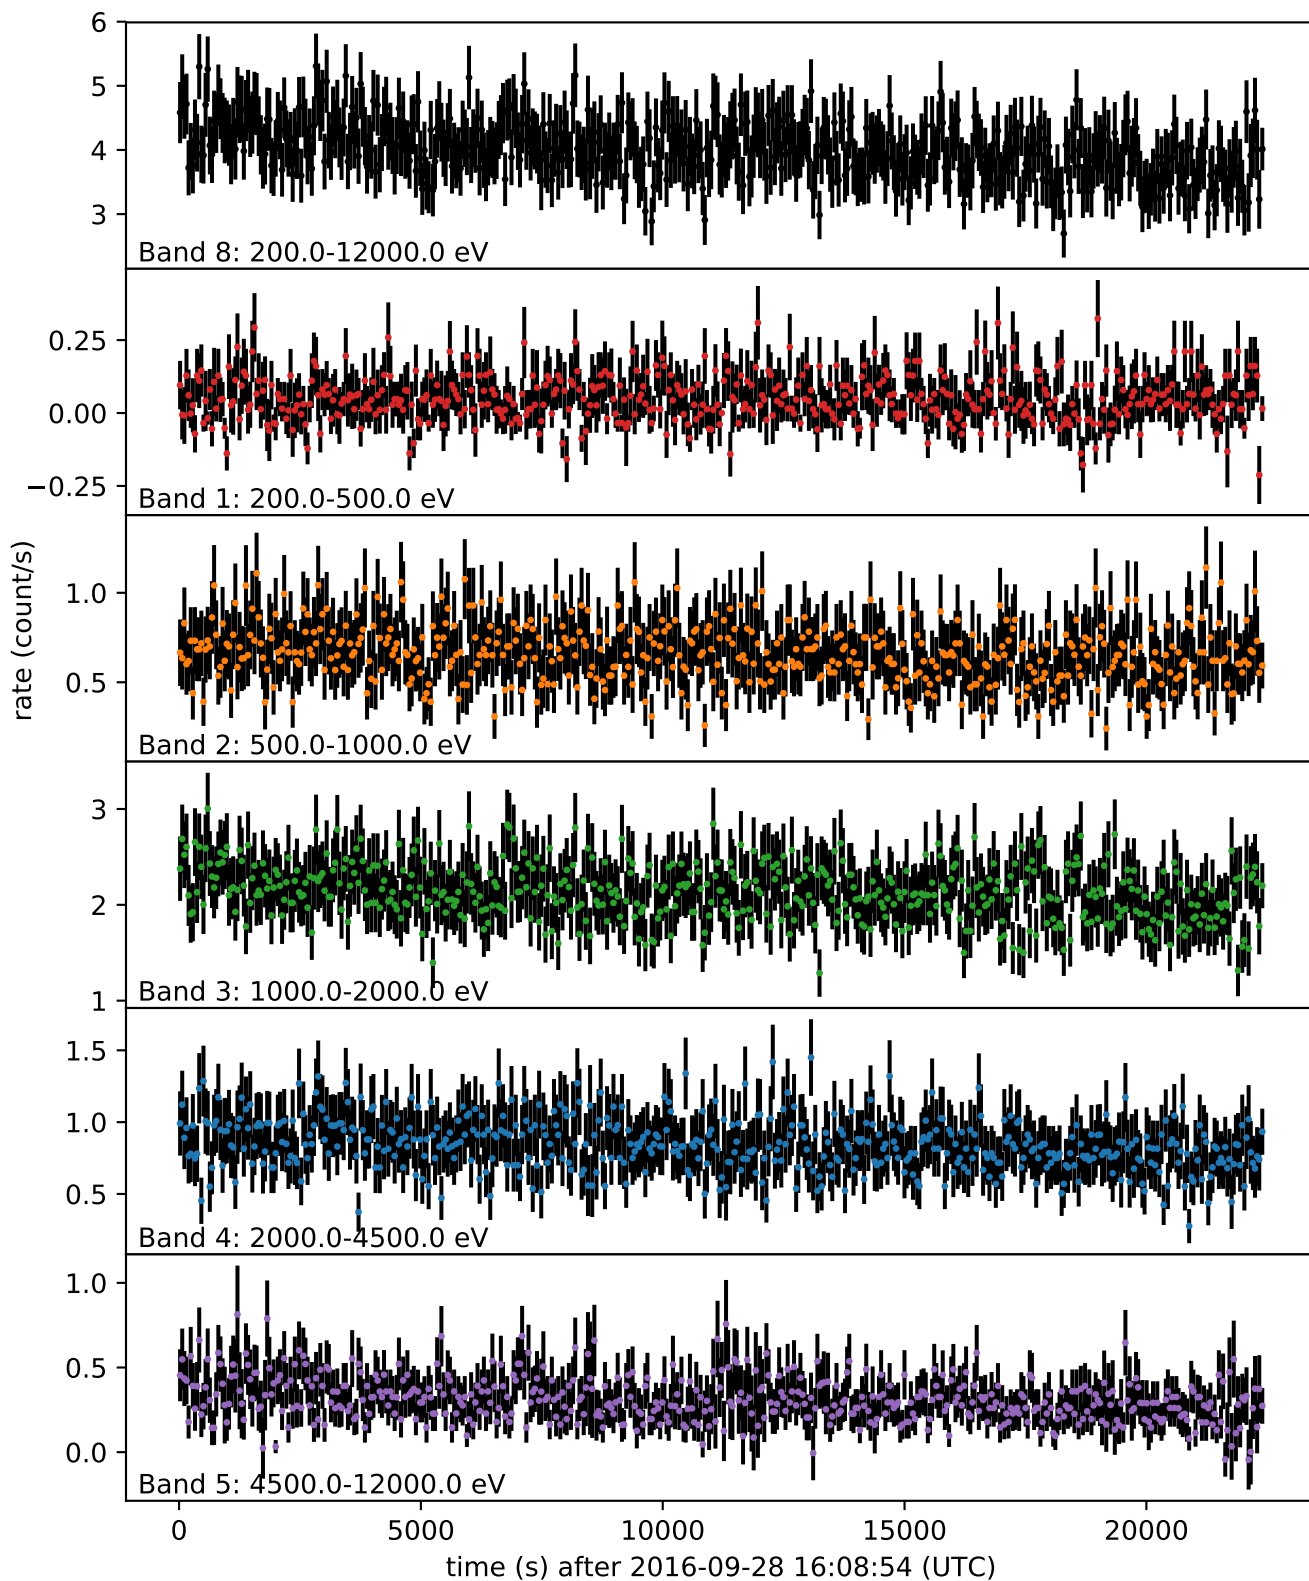 6
5
4
3
Band 8: 200.0-12000.0 eV
0.25
0.00
−0.25
Band 1: 200.0-500.0 eV
rate (count/s)
1.0
0.5
Band 2: 500.0-1000.0 eV
3
2
1
Band 3: 1000.0-2000.0 eV
1.5
1.0
0.5
Band 4: 2000.0-4500.0 eV
1.0
0.5
0.0
Band 5: 4500.0-12000.0 eV
0 5000 10000 15000 20000
time (s) after 2016-09-28 16:08:54 (UTC)